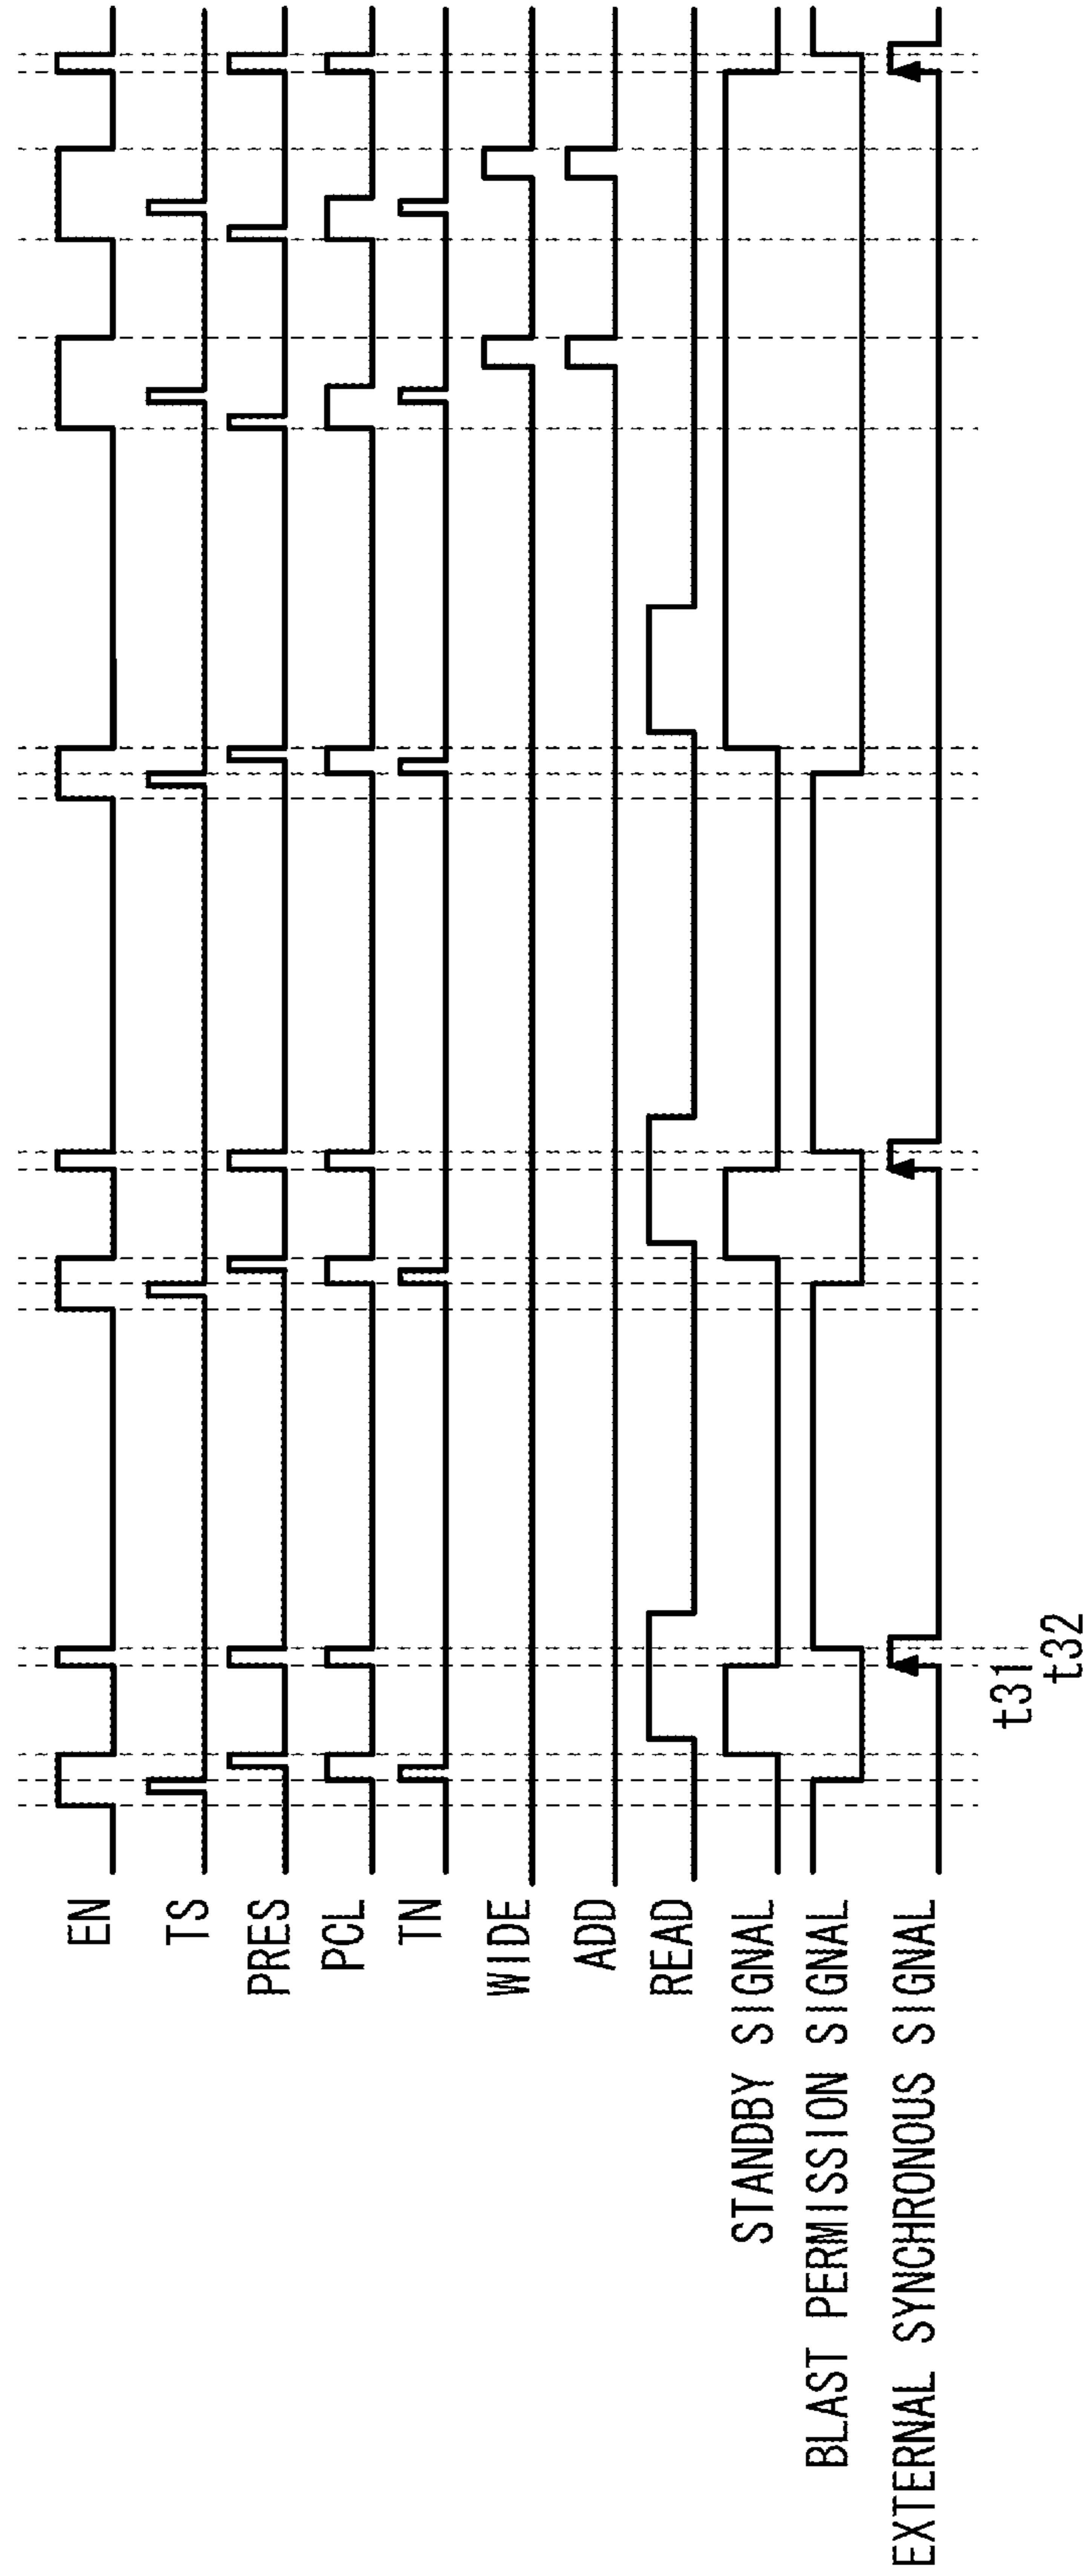 EN
TS
PRES
PCL
TN
WIDE
ADD
READ
STANDBY SIGNAL
BLAST PERMISSION SIGNAL
EXTERNAL SYNCHRONOUS SIGNAL
t31
t32